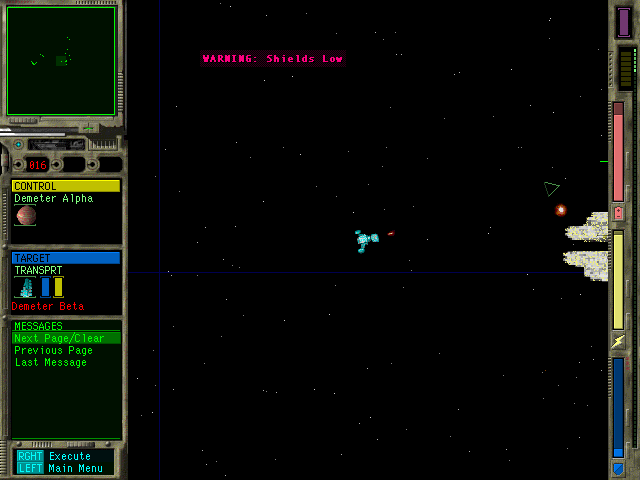 WARNING: Shields Low
016
CONTROL
Demeter Alpha
TARGET
TRANSPRT
Demeter Beta
MESSAGES
Next Page/Clear
Previous Page
Last Message
RGHT Execute
LEFT Main Menu